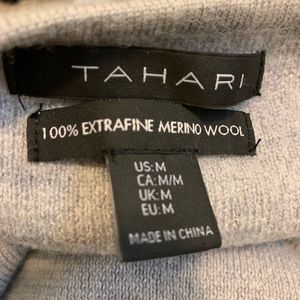 TAHARI
100% EXTRAFINE MERINO WOOL
US:M
CA:M/M
UK:M
EU:M
MADE IN CHINA